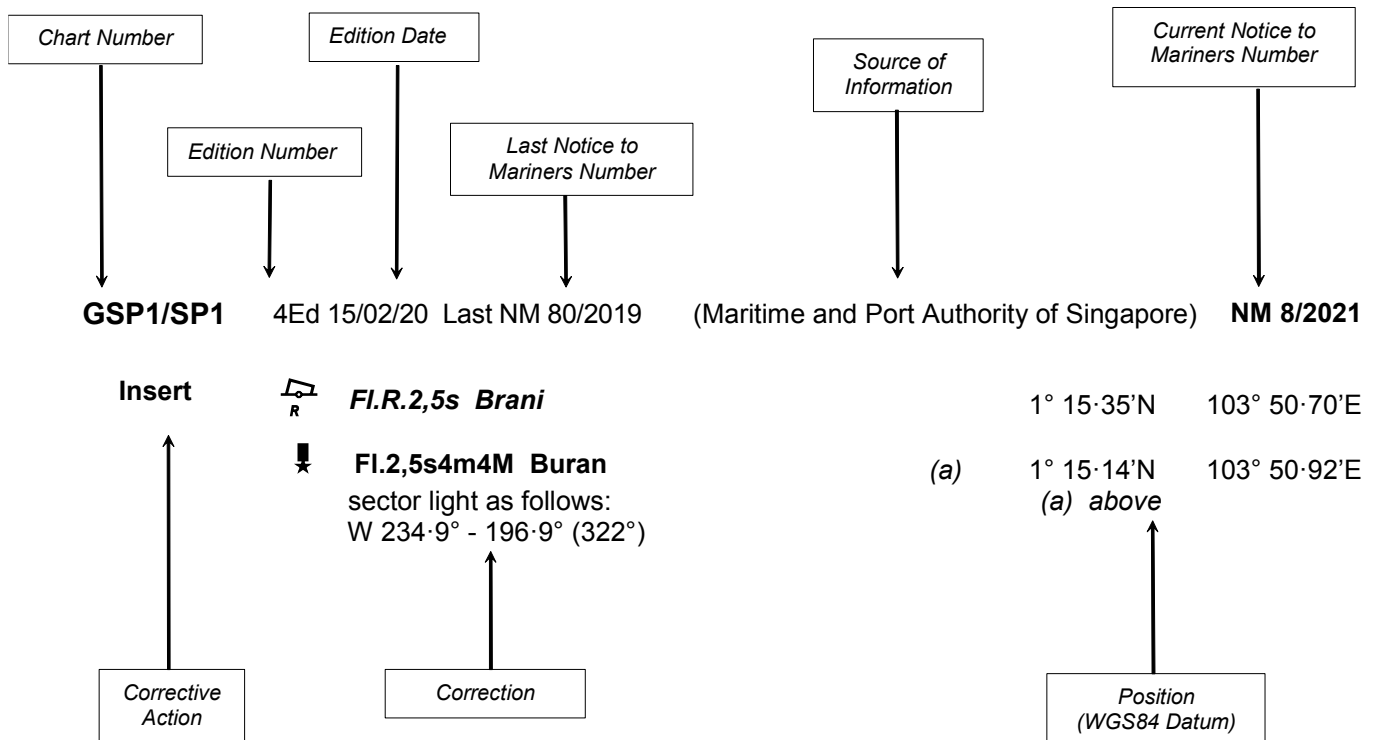 Chart Number
Edition Date
Source of
Information
Current Notice to
Mariners Number
Edition Number
Last Notice to
Mariners Number
GSP1/SP1 4Ed 15/02/20 Last NM 80/2019 (Maritime and Port Authority of Singapore) NM 8/2021
Insert R Fl.R.2,5s Brani 1° 15·35’N 103° 50·70’E
Fl.2,5s4m4M Buran (a) 1° 15·14’N 103° 50·92’E
sector light as follows: (a) above
W 234·9° - 196·9° (322°)
Corrective
Action
Correction
Position
(WGS84 Datum)